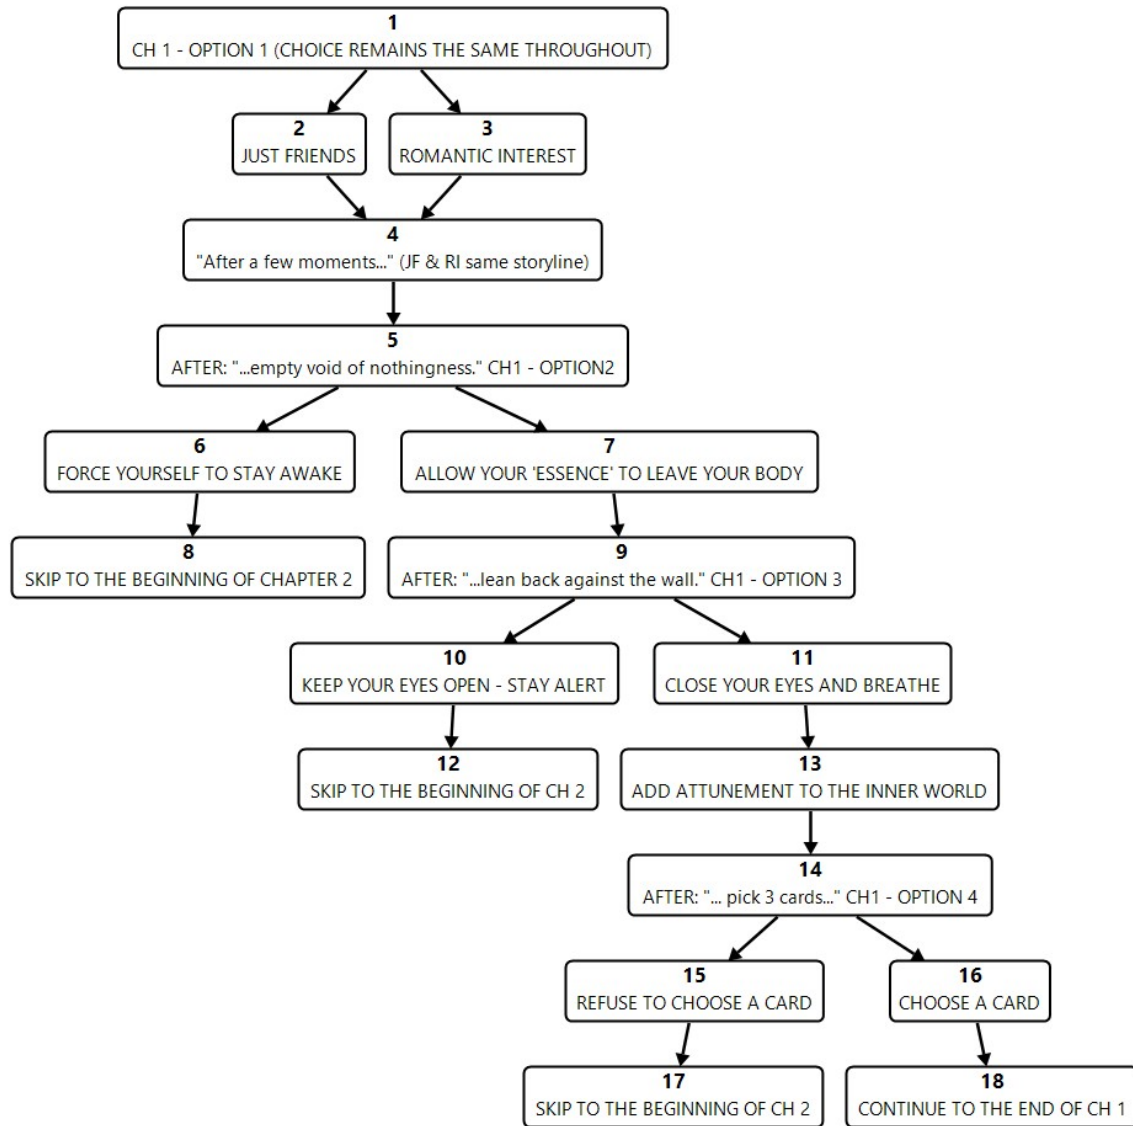 1
CH 1 - OPTION 1 (CHOICE REMAINS THE SAME THROUGHOUT)
2
JUST FRIENDS
3
ROMANTIC INTEREST
4
"After a few moments..." (JF & RI same storyline)
5
AFTER: "...empty void of nothingness." CH1 - OPTION2
6
FORCE YOURSELF TO STAY AWAKE
7
ALLOW YOUR 'ESSENCE' TO LEAVE YOUR BODY
8
SKIP TO THE BEGINNING OF CHAPTER 2
9
AFTER: "...lean back against the wall." CH1 - OPTION 3
10
KEEP YOUR EYES OPEN - STAY ALERT
11
CLOSE YOUR EYES AND BREATHE
12
SKIP TO THE BEGINNING OF CH 2
13
ADD ATTUNEMENT TO THE INNER WORLD
14
AFTER: "... pick 3 cards..." CH1 - OPTION 4
15
REFUSE TO CHOOSE A CARD
16
CHOOSE A CARD
17
SKIP TO THE BEGINNING OF CH 2
18
CONTINUE TO THE END OF CH 1